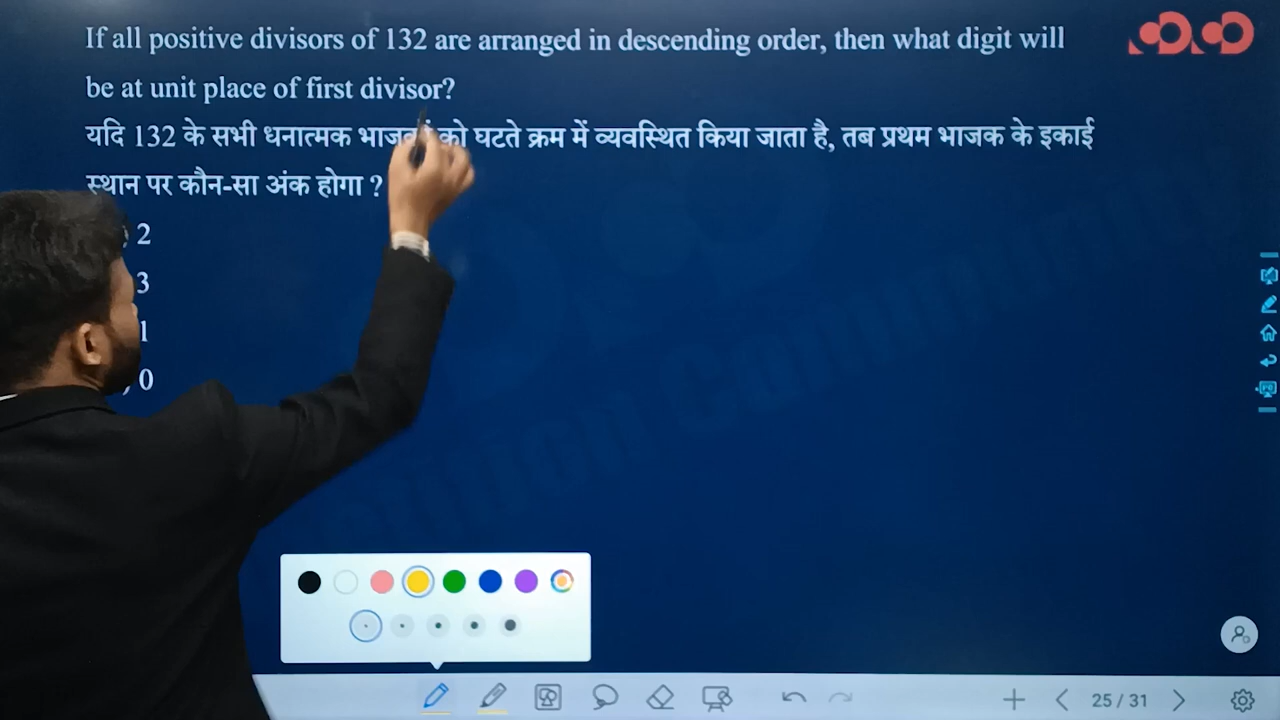 If all positive divisors of 132 are arranged in descending order, then what digit will
be at unit place of first divisor?
यदि 132 के सभी धनात्मक को घटते क्रम में व्यवस्थित किया जाता है, तब प्रथम भाजक के इकाई
स्थान पर कौन-सा अंक होगा ?
2
3
1
0
25 / 31